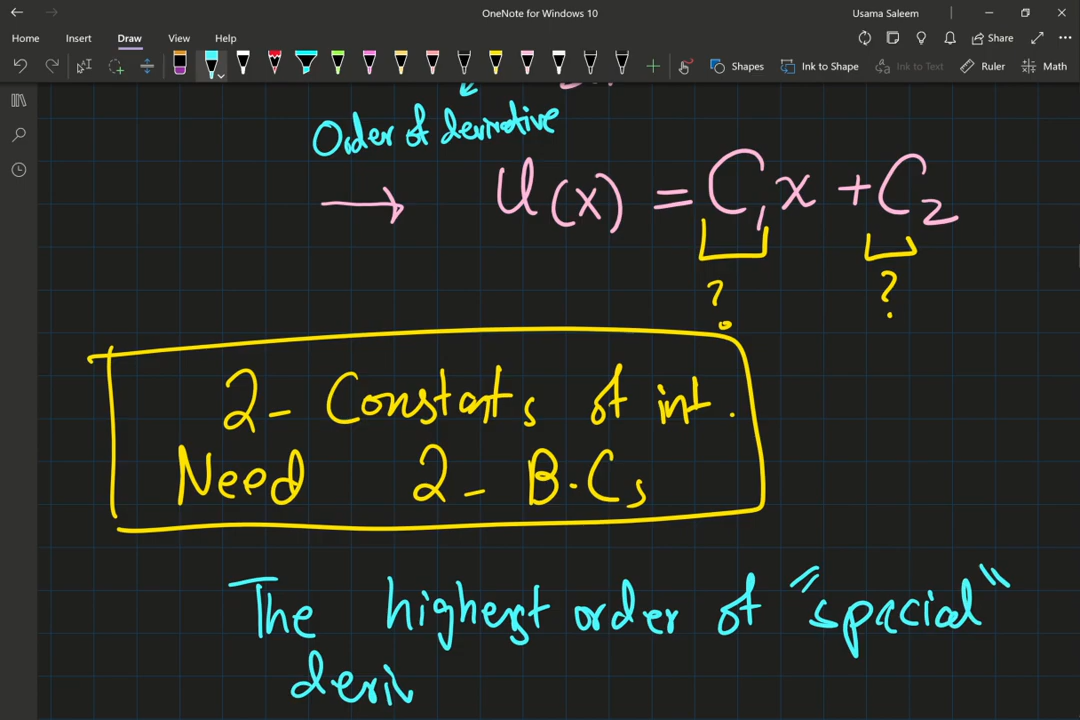 OneNote for Windows 10
Usama Saleem
Home Insert Draw View Help
Share
Shapes Ink to Shape Ink to Text Ruler Math
Order of derivative
→ U(x) = C₁x + C₂
? ?
2- Constants of int.
Need 2- B.Cs
The highest order of "spacial"
deriv